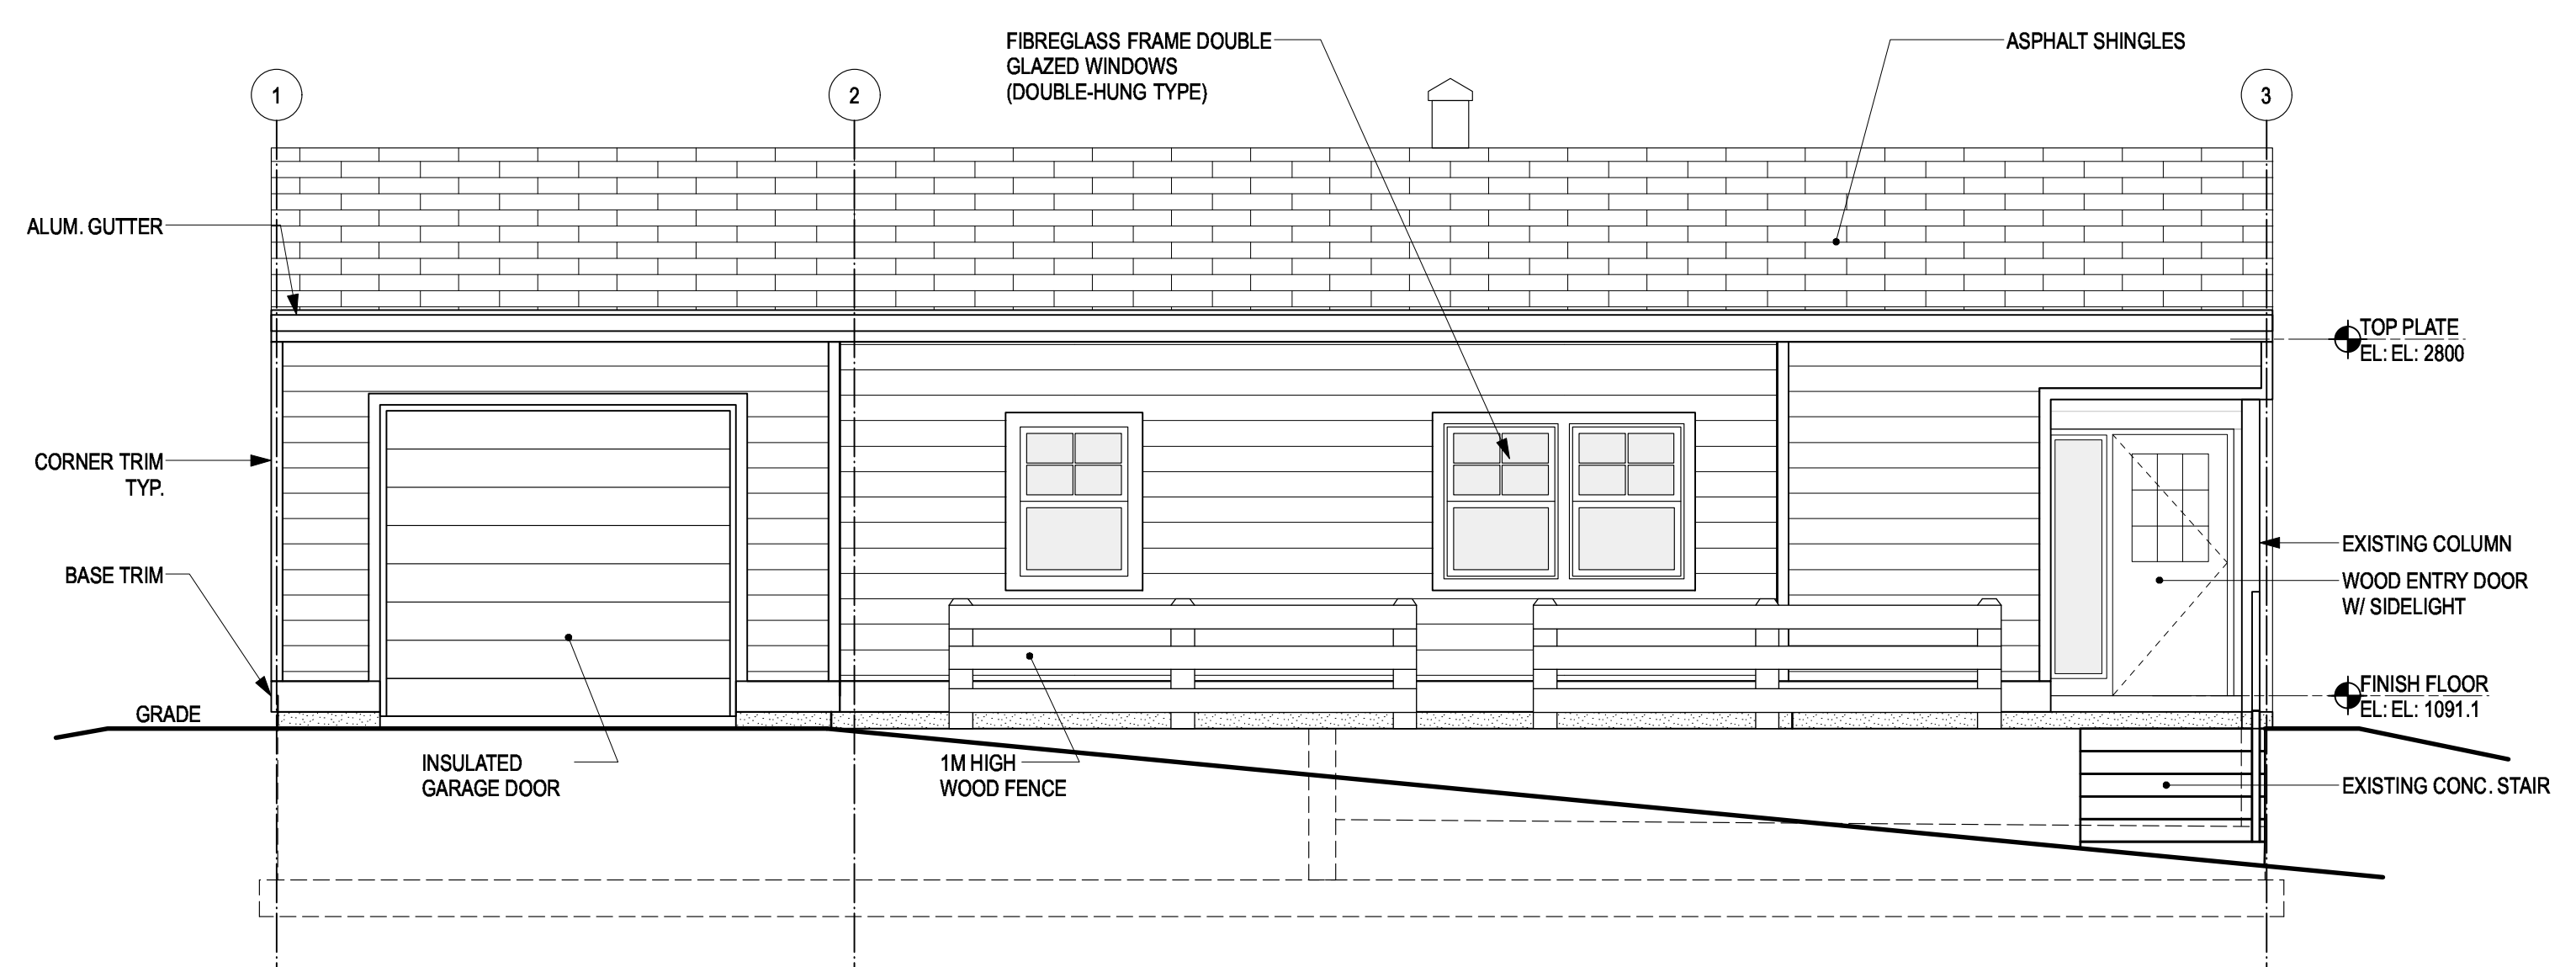 FIBREGLASS FRAME DOUBLE
GLAZED WINDOWS
(DOUBLE-HUNG TYPE)
ASPHALT SHINGLES
1
2
3
ALUM. GUTTER
TOP PLATE
EL: EL: 2800
CORNER TRIM
TYP.
EXISTING COLUMN
BASE TRIM
WOOD ENTRY DOOR
W/ SIDELIGHT
FINISH FLOOR
EL: EL: 1091.1
GRADE
INSULATED
GARAGE DOOR
1M HIGH
WOOD FENCE
EXISTING CONC. STAIR